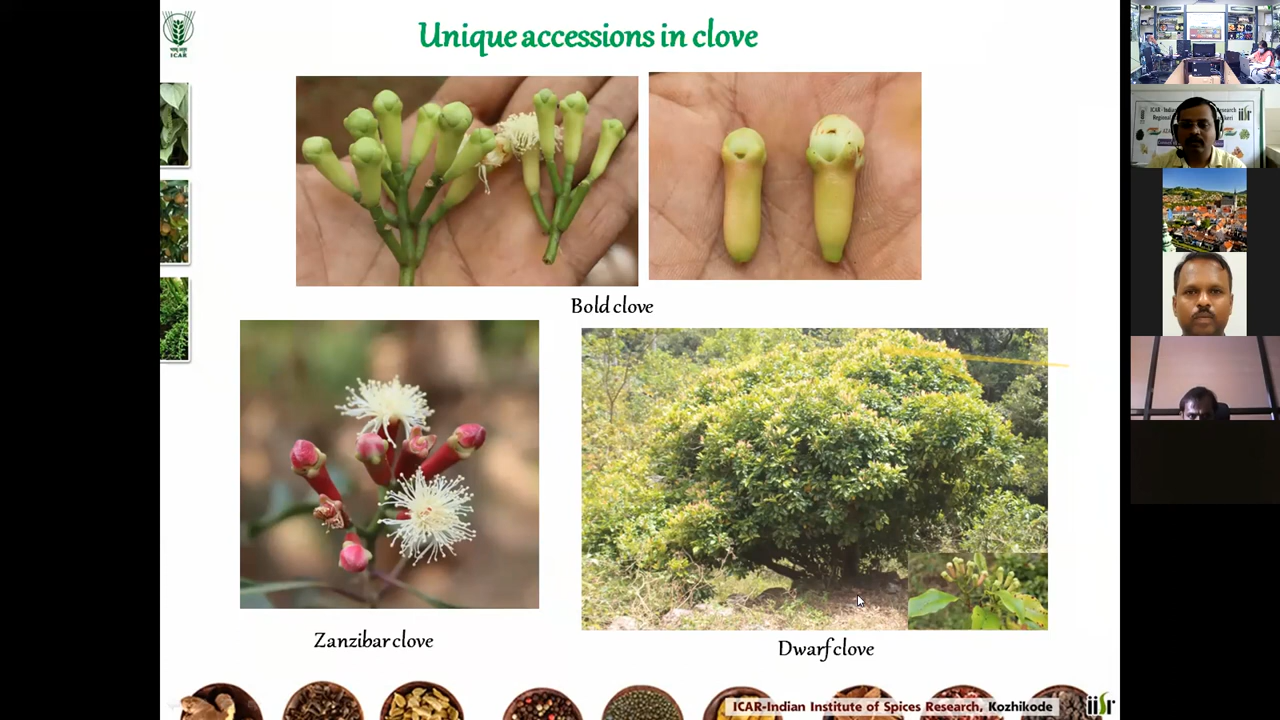 Unique accessions in clove
ICAR
Bold clove
Zanzibar clove
Dwarf clove
ICAR-Indian Institute of Spices Research, Kozhikode
iisr